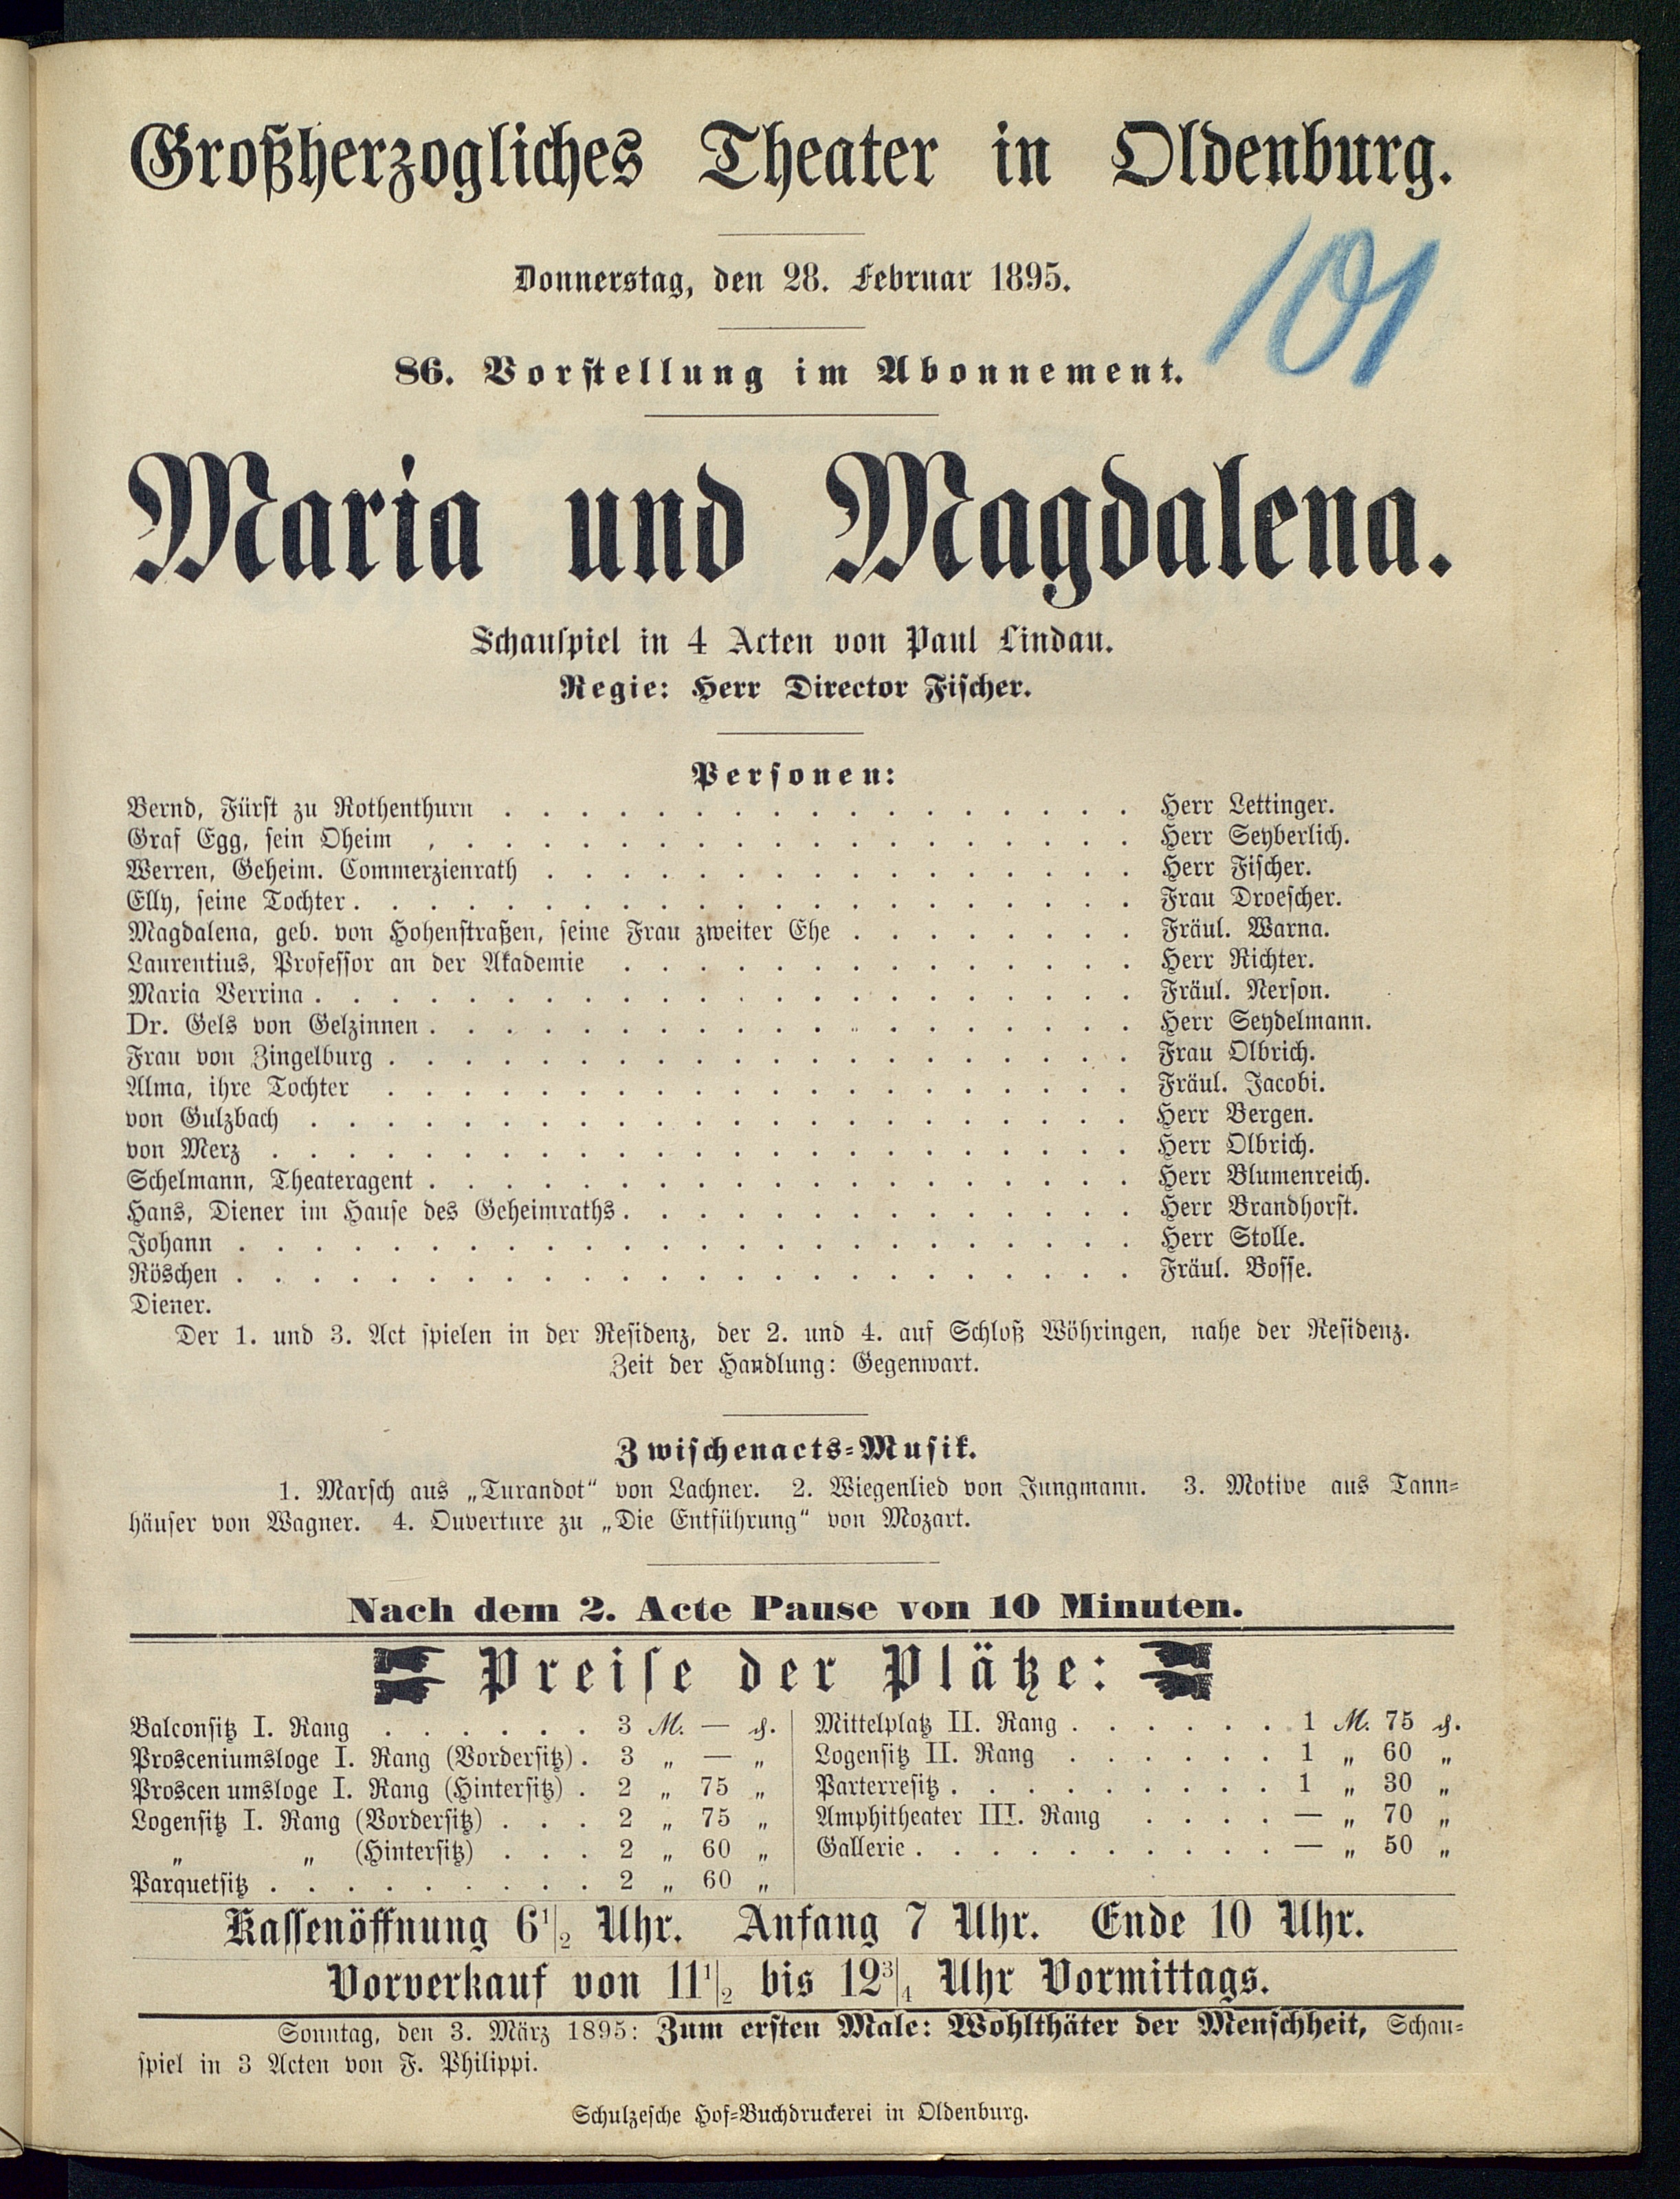 Großherzogliches Theater in Oldenburg.
Donnerstag, den 28. Februar 1895.
101
86. Vorstellung im Abonnement.
Maria und Magdalena.
Schauspiel in 4 Acten von Paul Lindau.
Regie: Herr Director Fischer.
Personen:
Bernd, Fürst zu Rothenthurn . . . . . . . . . . . . . . . . . Herr Lettinger.
Graf Egg, sein Oheim , . . . . . . . . . . . . . . . . . . Herr Seyberlich.
Werren, Geheim. Commerzienrath . . . . . . . . . . . . . . . . Herr Fischer.
Elly, seine Tochter . . . . . . . . . . . . . . . . . . . . . Frau Droescher.
Magdalena, geb. von Hohenstraßen, seine Frau zweiter Ehe . . . . . . . . Fräul. Warna.
Laurentius, Professor an der Akademie . . . . . . . . . . . . . . Herr Richter.
Maria Verrina . . . . . . . . . . . . . . . . . . . . . . Fräul. Nerson.
Dr. Gels von Gelzinnen . . . . . . . . . . . . . . . . . . . Herr Seydelmann.
Frau von Zingelburg . . . . . . . . . . . . . . . . . . . . Frau Olbrich.
Alma, ihre Tochter . . . . . . . . . . . . . . . . . . . . Fräul. Jacobi.
von Gulzbach . . . . . . . . . . . . . . . . . . . . . . Herr Bergen.
von Merz . . . . . . . . . . . . . . . . . . . . . . . Herr Olbrich.
Schelmann, Theateragent . . . . . . . . . . . . . . . . . . . Herr Blumenreich.
Hans, Diener im Hause des Geheimraths . . . . . . . . . . . . . . Herr Brandhorst.
Johann . . . . . . . . . . . . . . . . . . . . . . . . Herr Stolle.
Röschen . . . . . . . . . . . . . . . . . . . . . . . . Fräul. Bosse.
Diener.
Der 1. und 3. Act spielen in der Residenz, der 2. und 4. auf Schloß Wöhringen, nahe der Residenz.
Zeit der Handlung: Gegenwart.
Zwischenacts-Musik.
1. Marsch aus „Turandot“ von Lachner. 2. Wiegenlied von Jungmann. 3. Motive aus Tann-
häuser von Wagner. 4. Ouverture zu „Die Entführung“ von Mozart.
Nach dem 2. Acte Pause von 10 Minuten.
Preise der Plätze:
Balconsitz I. Rang . . . . . . 3 M. — ₰.
Prosceniumsloge I. Rang (Vordersitz) . 3 „ — „
Proscen umsloge I. Rang (Hintersitz) . 2 „ 75 „
Logensitz I. Rang (Vordersitz) . . . 2 „ 75 „
„ „ (Hintersitz) . . . 2 „ 60 „
Parquetsitz . . . . . . . . . 2 „ 60 „
Mittelplatz II. Rang . . . . . . 1 M. 75 ₰.
Logensitz II. Rang . . . . . . 1 „ 60 „
Parterresitz . . . . . . . . . 1 „ 30 „
Amphitheater III. Rang . . . . — „ 70 „
Gallerie . . . . . . . . . . — „ 50 „
Kassenöffnung 6 1/2 Uhr. Anfang 7 Uhr. Ende 10 Uhr.
Vorverkauf von 11 1/2 bis 12 3/4 Uhr Vormittags.
Sonntag, den 3. März 1895: Zum ersten Male: Wohlthäter der Menschheit, Schau-
spiel in 3 Acten von F. Philippi.
Schulzesche Hof-Buchdruckerei in Oldenburg.